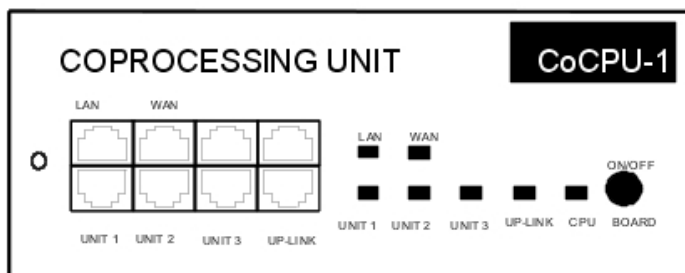 COPROCESSING UNIT
CoCPU-1
LAN WAN
LAN WAN
ON/OFF
UNIT 1 UNIT 2 UNIT 3 UP-LINK CPU BOARD
UNIT 1 UNIT 2 UNIT 3 UP-LINK